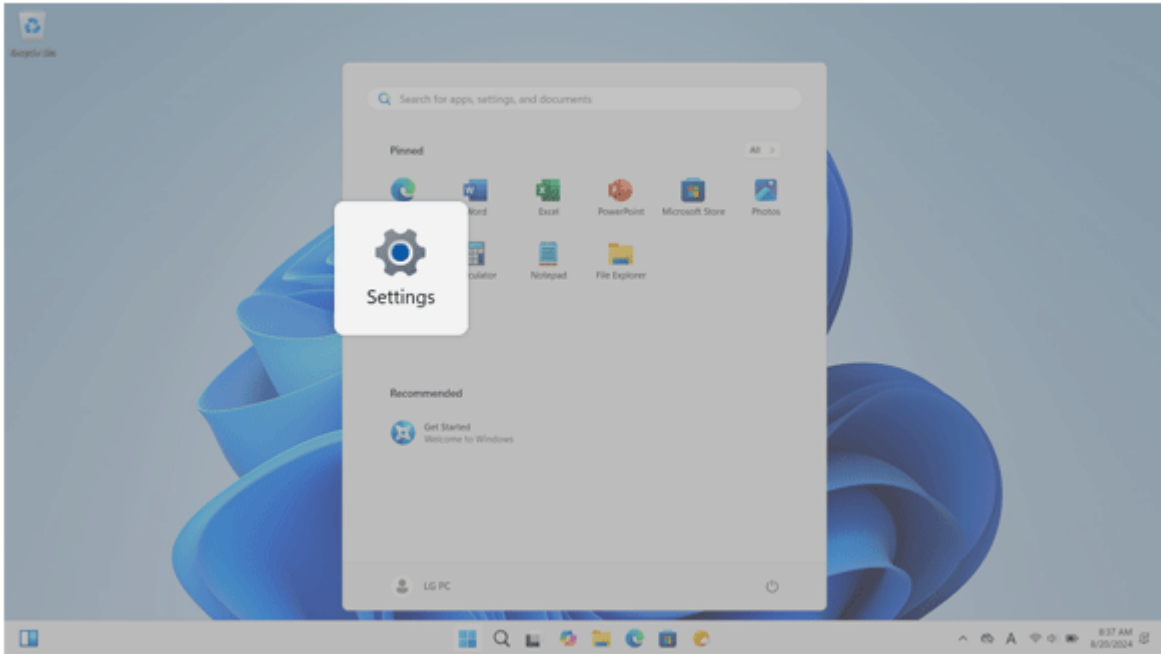 Search for apps, settings, and documents
Pinned
All
Word
Excel
PowerPoint
Microsoft Store
Photos
Settings
culator
Notepad
File Explorer
Recommended
Get Started
Welcome to Windows
LG PC
A
8:37 AM
8/20/2024